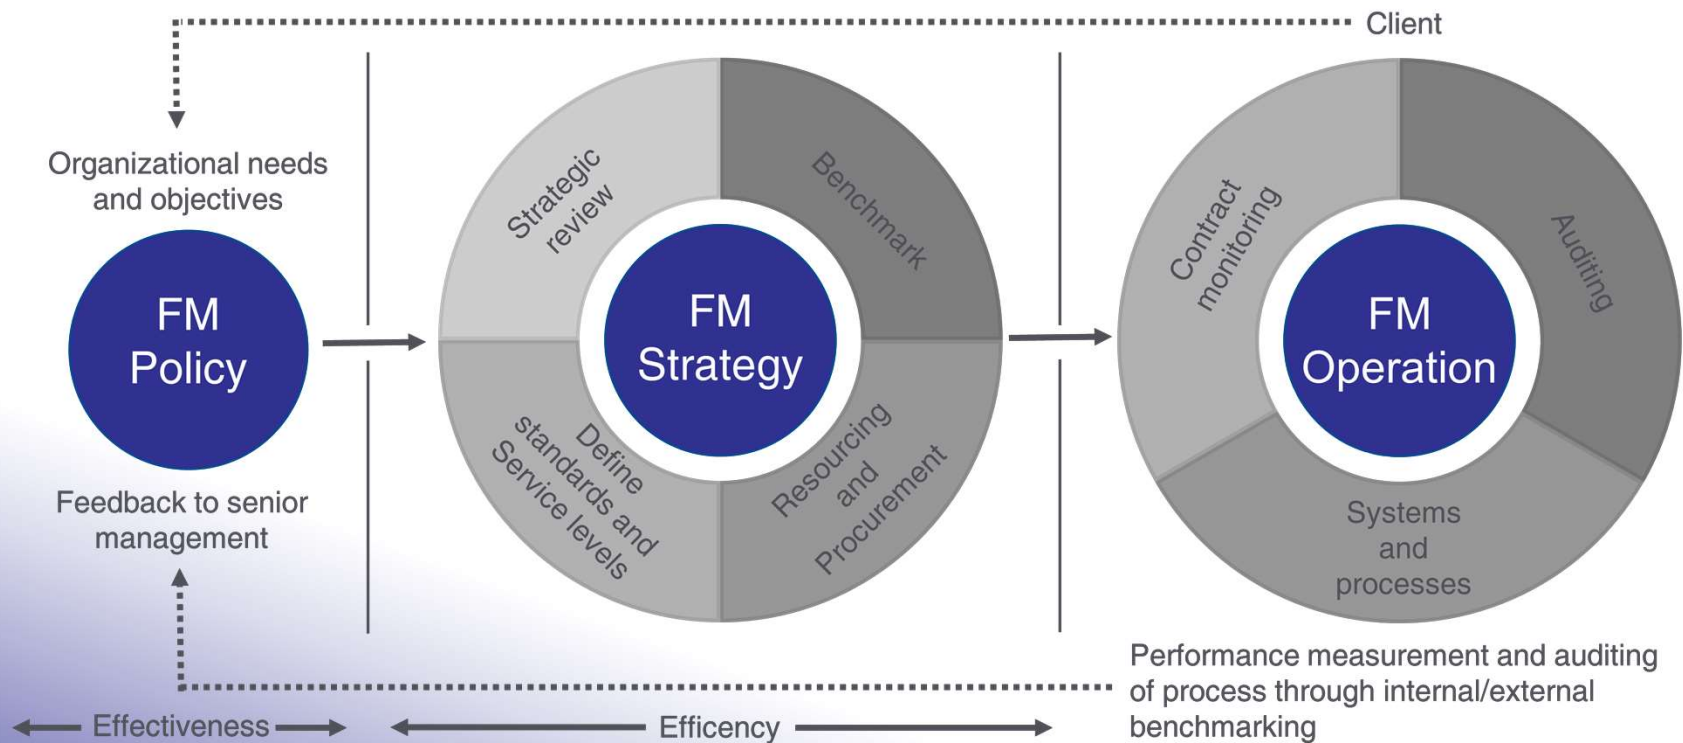 Client
Organizational needs
and objectives
FM
Policy
Feedback to senior
management
Strategic
review
Benchmark
FM
Strategy
Define
standards and
Service levels
Resourcing
and
Procurement
Contract
monitoring
Auditing
FM
Operation
Systems
and
processes
Performance measurement and auditing
of process through internal/external
benchmarking
Effectiveness
Efficency